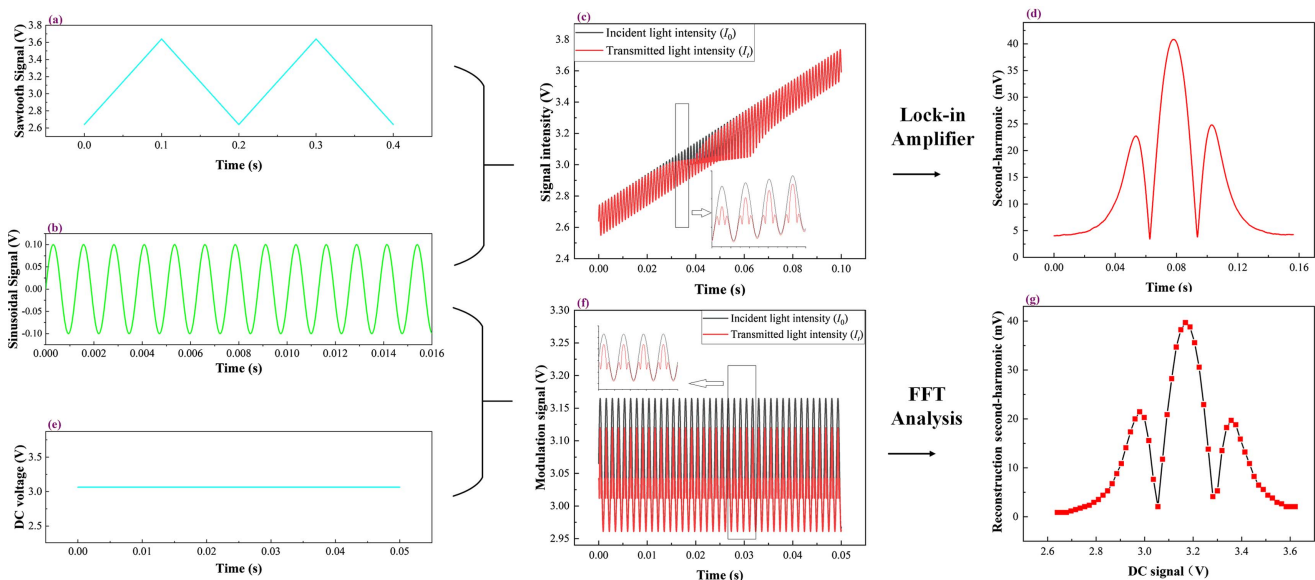 (a)
Sawtooth Signal (V)
3.8
3.6
3.4
3.2
3.0
2.8
2.6
0.0 0.1 0.2 0.3 0.4
Time (s)
(b)
Sinusoidal Signal (V)
0.10
0.05
0.00
-0.05
-0.10
0.000 0.002 0.004 0.006 0.008 0.010 0.012 0.014 0.016
Time (s)
(e)
DC voltage (V)
3.5
3.0
2.5
0.00 0.01 0.02 0.03 0.04 0.05
Time (s)
(c)
Incident light intensity (I0)
Transmitted light intensity (It)
Signal intensity (V)
3.8
3.6
3.4
3.2
3.0
2.8
2.6
2.4
0.00 0.02 0.04 0.06 0.08 0.10
Time (s)
(f)
Incident light intensity (I0)
Transmitted light intensity (It)
Modulation signal (V)
3.30
3.25
3.20
3.15
3.10
3.05
3.00
2.95
0.00 0.01 0.02 0.03 0.04 0.05
Time (s)
Lock-in
Amplifier
FFT
Analysis
(d)
Second-harmonic (mV)
40
35
30
25
20
15
10
5
0
0.00 0.04 0.08 0.12 0.16
Time (s)
(g)
Reconstruction second-harmonic (mV)
40
30
20
10
0
2.6 2.8 3.0 3.2 3.4 3.6
DC signal (V)